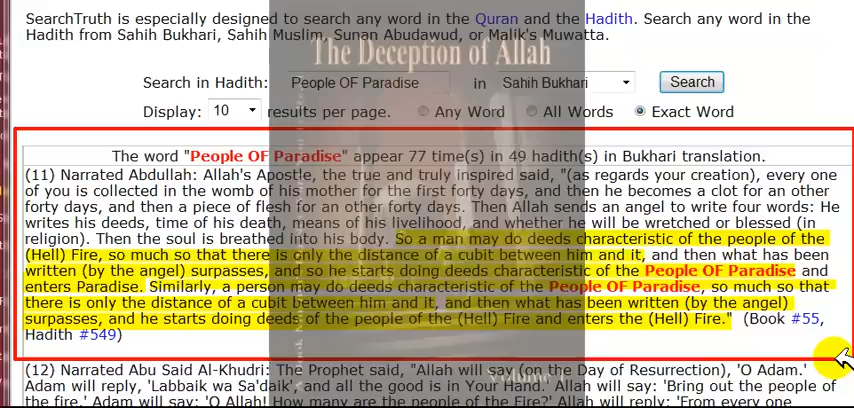 SearchTruth is especially designed to search any word in the Quran and the Hadith. Search any word in the
Hadith from Sahih Bukhari, Sahih Muslim, Sunan Abudawud, or Malik's Muwatta.
The Deception of Allah
Search in Hadith: People OF Paradise in Sahih Bukhari Search
Display: 10 results per page. Any Word All Words Exact Word
The word "People OF Paradise" appear 77 time(s) in 49 hadith(s) in Bukhari translation.
(11) Narrated Abdullah: Allah's Apostle, the true and truly inspired said, "(as regards your creation), every one
of you is collected in the womb of his mother for the first forty days, and then he becomes a clot for an other
forty days, and then a piece of flesh for an other forty days. Then Allah sends an angel to write four words: He
writes his deeds, time of his death, means of his livelihood, and whether he will be wretched or blessed (in
religion). Then the soul is breathed into his body. So a man may do deeds characteristic of the people of the
(Hell) Fire, so much so that there is only the distance of a cubit between him and it, and then what has been
written (by the angel) surpasses, and so he starts doing deeds characteristic of the People OF Paradise and
enters Paradise. Similarly, a person may do deeds characteristic of the People OF Paradise, so much so that
there is only the distance of a cubit between him and it, and then what has been written (by the angel)
surpasses, and he starts doing deeds of the people of the (Hell) Fire and enters the (Hell) Fire." (Book #55,
Hadith #549)
(12) Narrated Abu Said Al-Khudri: The Prophet said, "Allah will say (on the Day of Resurrection), 'O Adam.'
Adam will reply, 'Labbaik wa Sa'daik', and all the good is in Your Hand.' Allah will say: 'Bring out the people of
the fire.' Adam will say: 'O Allah! How many are the people of the Fire?' Allah will reply: 'From every one